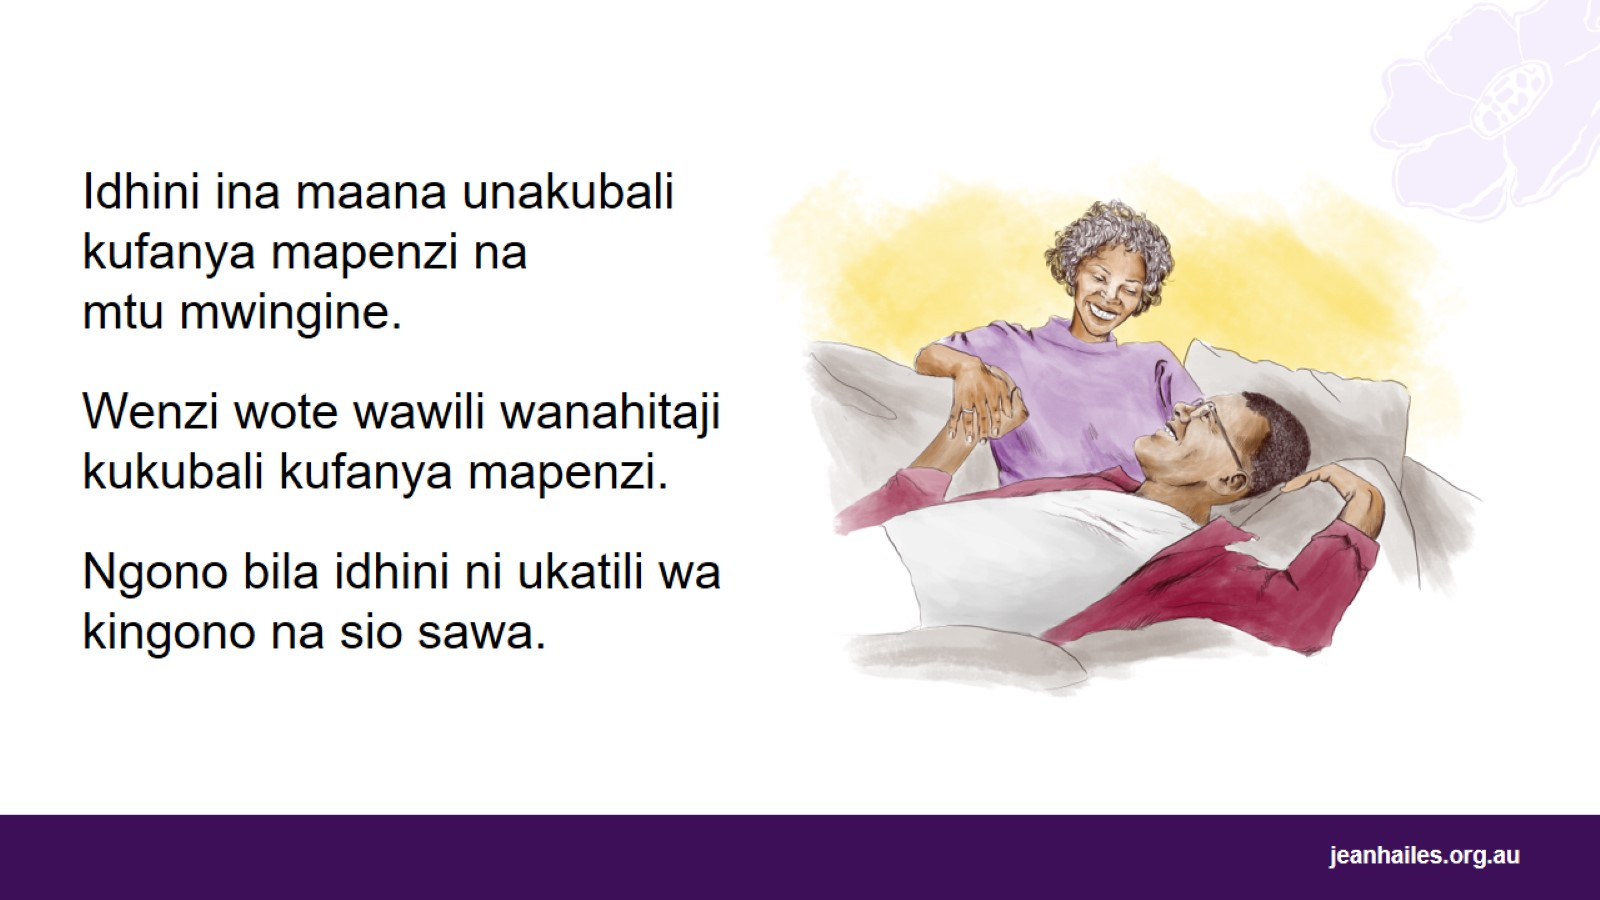 Idhini ina maana unakubali
kufanya mapenzi na
mtu mwingine.
Wenzi wote wawili wanahitaji
kukubali kufanya mapenzi.
Ngono bila idhini ni ukatili wa
kingono na sio sawa.
jeanhailes.org.au